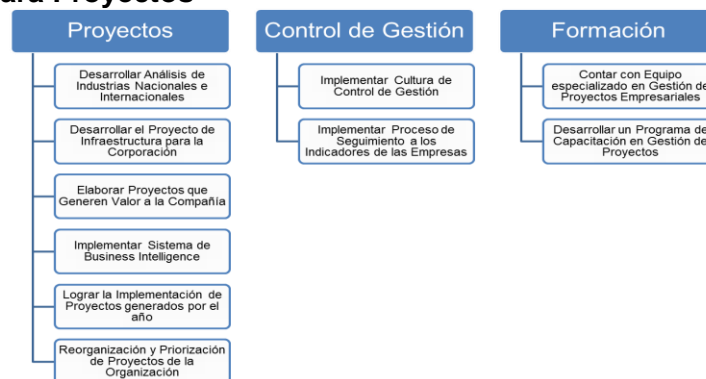 ara Proyectos
Proyectos
Desarrollar Análisis de
Industrias Nacionales e
Internacionales
Desarrollar el Proyecto de
Infraestructura para la
Corporación
Elaborar Proyectos que
Generen Valor a la Compañía
Implementar Sistema de
Business Intelligence
Lograr la Implementación de
Proyectos generados por el
año
Reorganización y Priorización
de Proyectos de la
Organización
Control de Gestión
Implementar Cultura de
Control de Gestión
Implementar Proceso de
Seguimiento a los
Indicadores de las Empresas
Formación
Contar con Equipo
especializado en Gestión de
Proyectos Empresariales
Desarrollar un Programa de
Capacitación en Gestión de
Proyectos